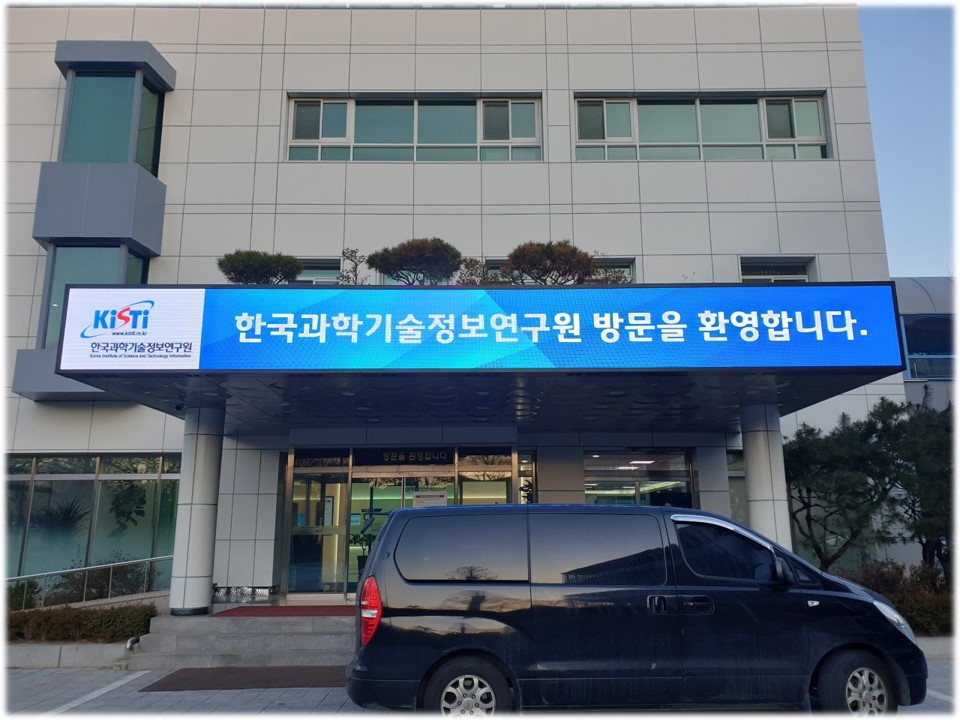 KiSTi
www.kisti.re.kr
한국과학기술정보연구원
Korea Institute of Science and Technology Information
한국과학기술정보연구원 방문을 환영합니다.
방문을 환영합니다